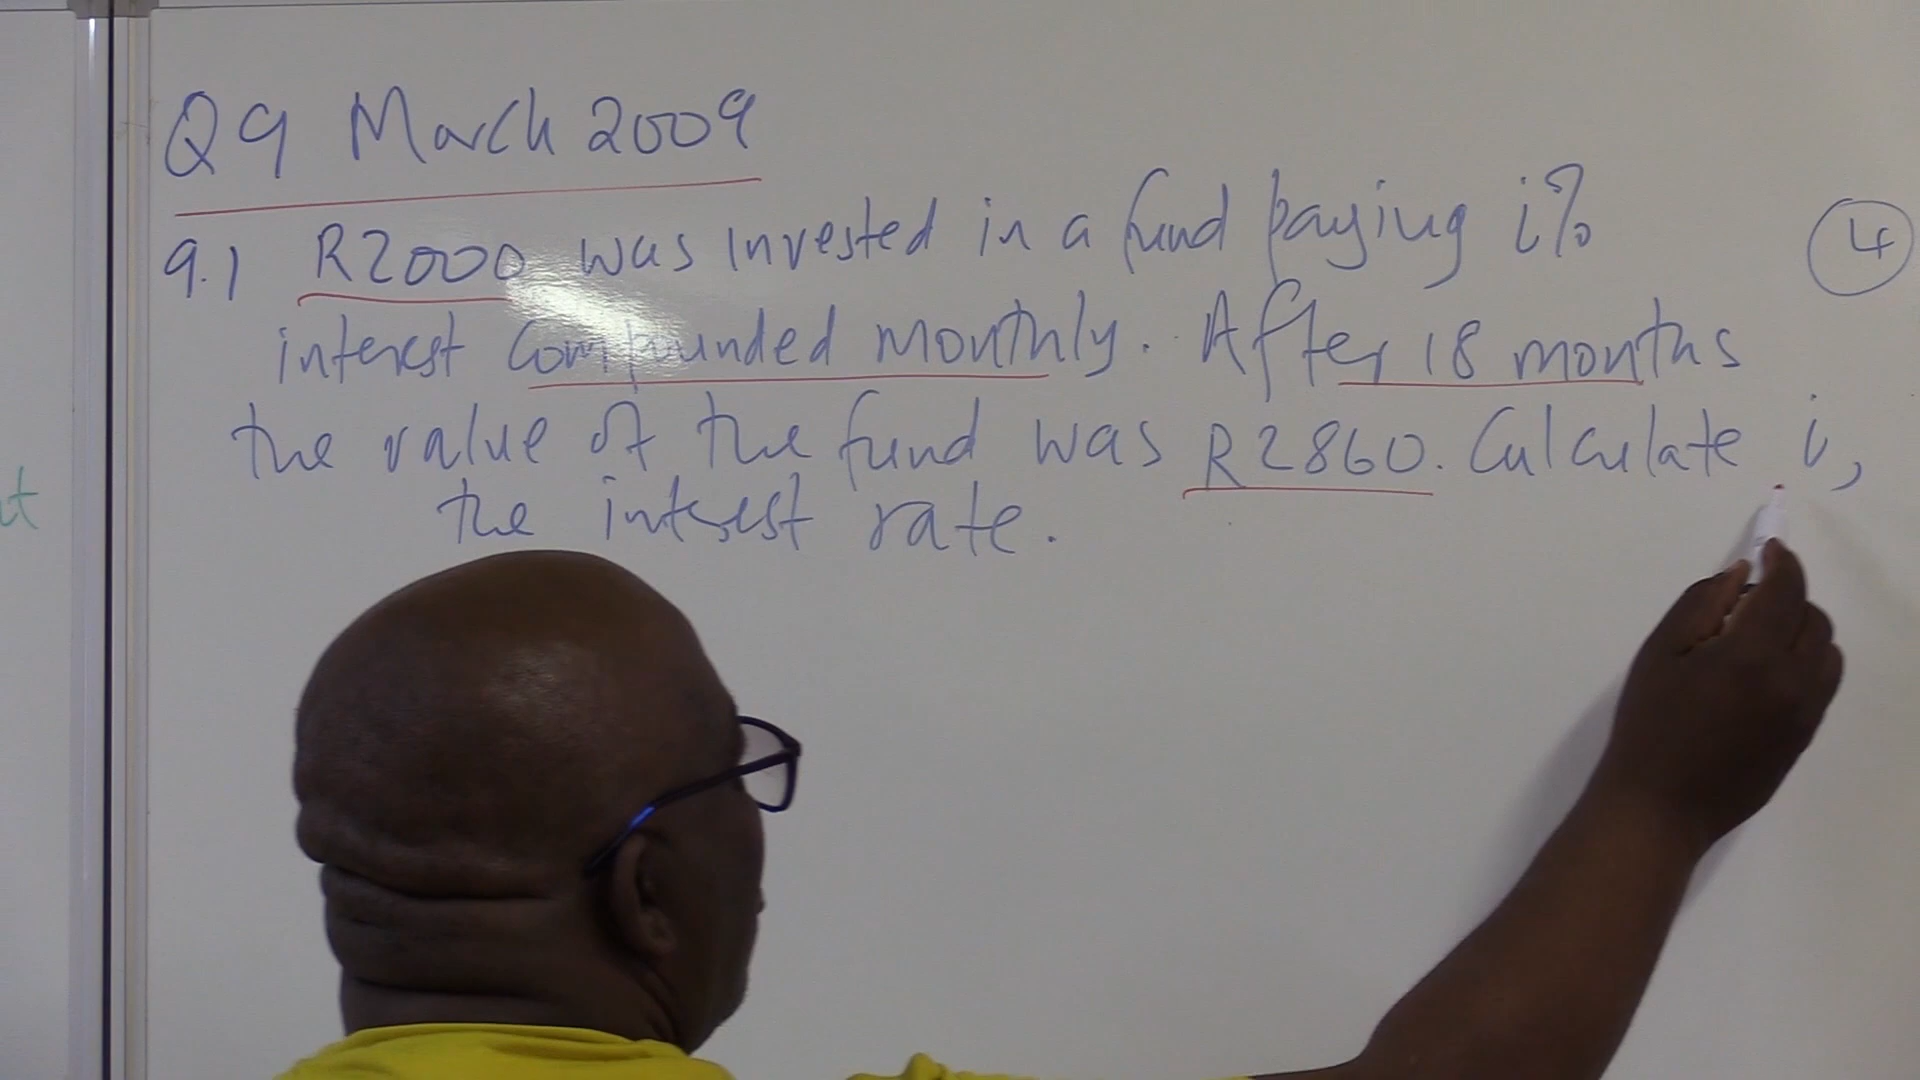 Q9 March 2009
9.1 R2000 was invested in a fund paying i%
4
interest compounded monthly. After 18 months
the value of the fund was R2860. Calculate i,
the interest rate.